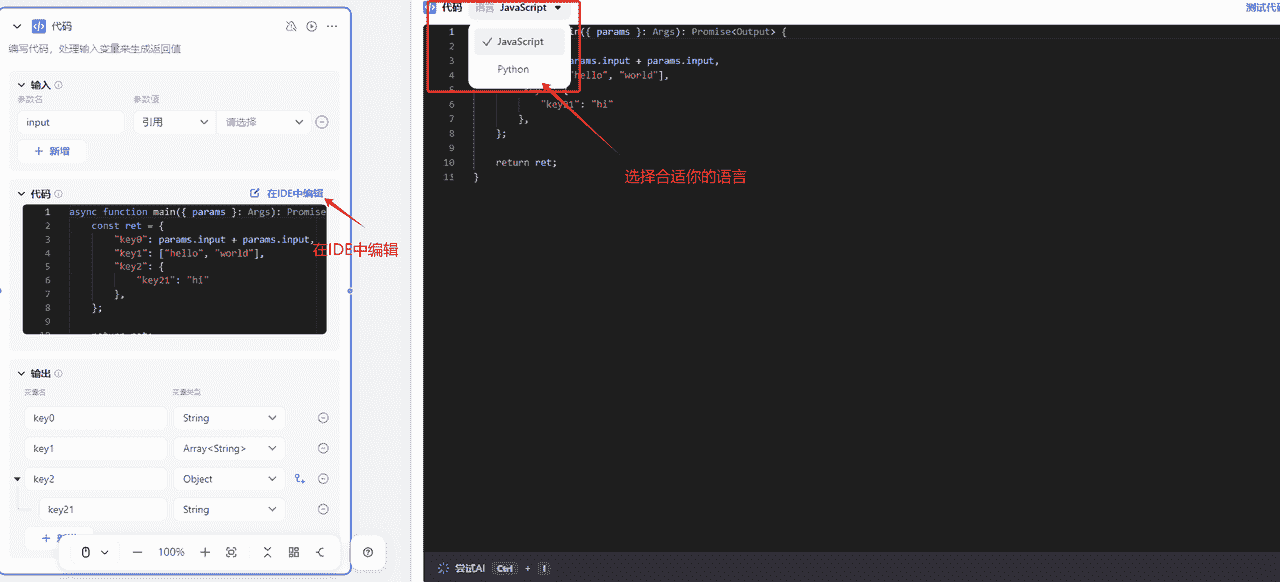 代码
编写代码，处理输入变量来生成返回值
输入
参数名 参数值
input 引用 请选择
+ 新增
代码 在IDE中编辑
1 async function main({ params }: Args): Promise
2 const ret = {
3 "key0": params.input + params.input,
4 "key1": ["hello", "world"],
5 "key2": {
6 "key21": "hi"
7 },
8 };
9
10 return ret;
在IDE中编辑
输出
变量名 变量类型
key0 String
key1 Array<String>
key2 Object
key21 String
+ 新增
100%
代码 语言 JavaScript 测试代码
JavaScript
Python
1 in({ params }: Args): Promise<Output> {
2
3 params.input + params.input,
4 "hello", "world"],
5
6 "key21": "hi"
7 },
8 };
9
10 return ret;
11 }
选择合适你的语言
尝试AI Ctrl + I